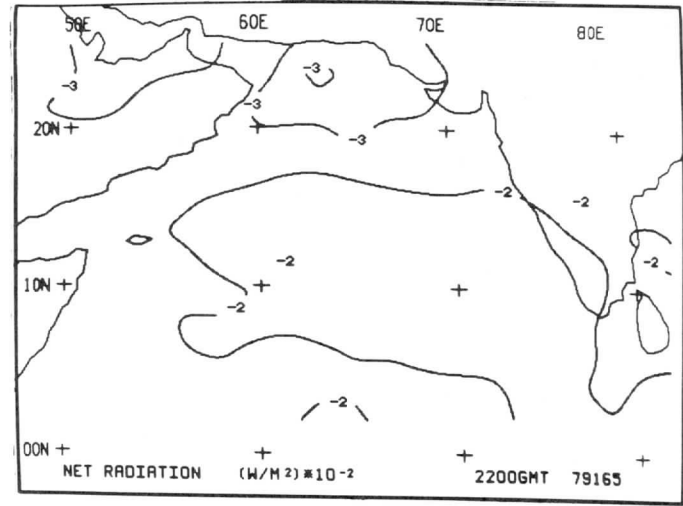 50E 60E 70E 80E
-3 -3
-3
20N -3
-2 -2
-2 -2
10N
-2
-2
00N
NET RADIATION (W/M²)*10⁻² 2200GMT 79165